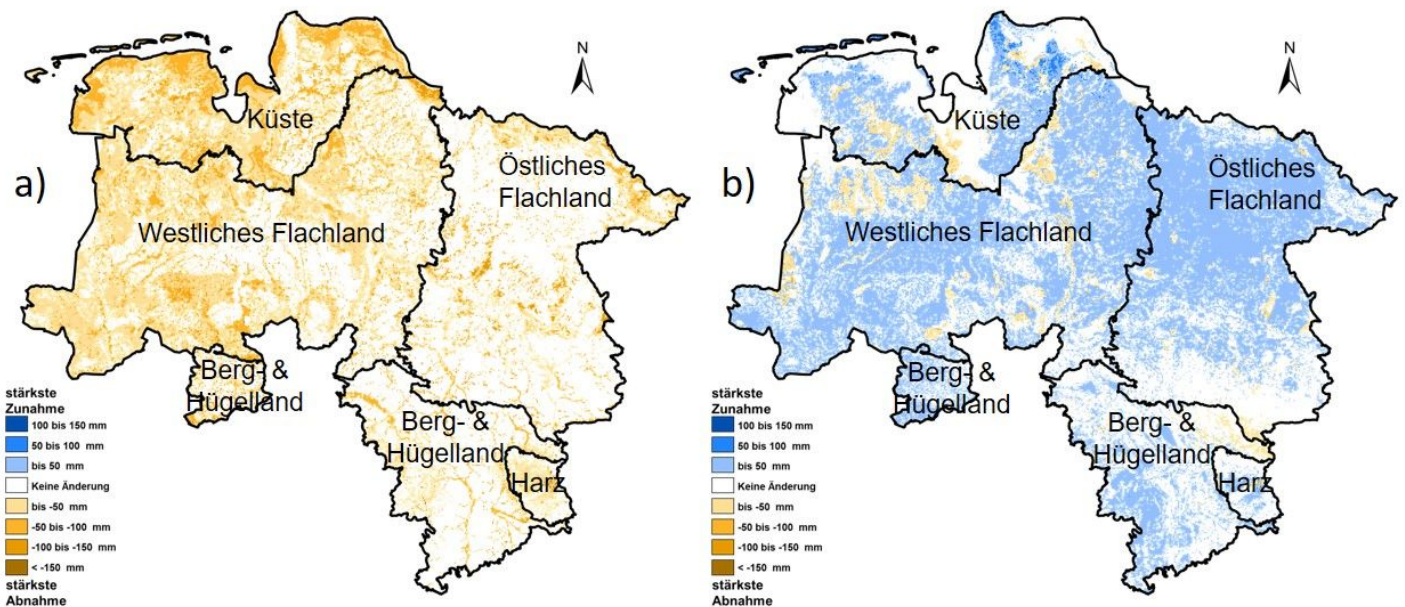 a)
N
Küste
Östliches
Flachland
Westliches Flachland
Berg- &
Hügelland
Berg- &
Hügelland
Harz
stärkste
Zunahme
100 bis 150 mm
50 bis 100 mm
bis 50 mm
Keine Änderung
bis -50 mm
-50 bis -100 mm
-100 bis -150 mm
< -150 mm
stärkste
Abnahme
b)
N
Küste
Östliches
Flachland
Westliches Flachland
Berg- &
Hügelland
Berg- &
Hügelland
Harz
stärkste
Zunahme
100 bis 150 mm
50 bis 100 mm
bis 50 mm
Keine Änderung
bis -50 mm
-50 bis -100 mm
-100 bis -150 mm
< -150 mm
stärkste
Abnahme